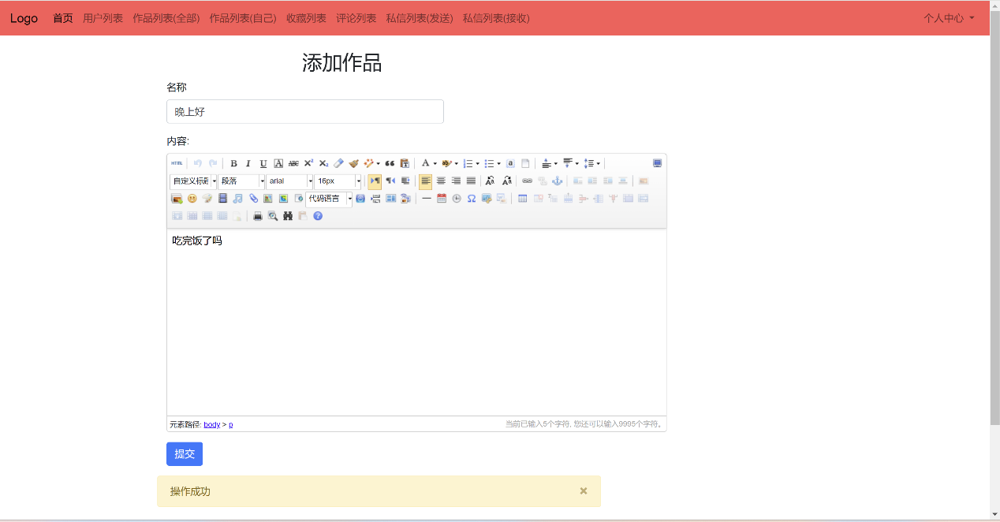 Logo 首页 用户列表 作品列表(全部) 作品列表(自己) 收藏列表 评论列表 私信列表(发送) 私信列表(接收) 个人中心
添加作品
名称
晚上好
内容:
HTML
自定义标题 段落 arial 16px
代码语言
吃完饭了吗
元素路径: body > p 当前已输入5个字符, 您还可以输入9995个字符。
提交
操作成功 ×